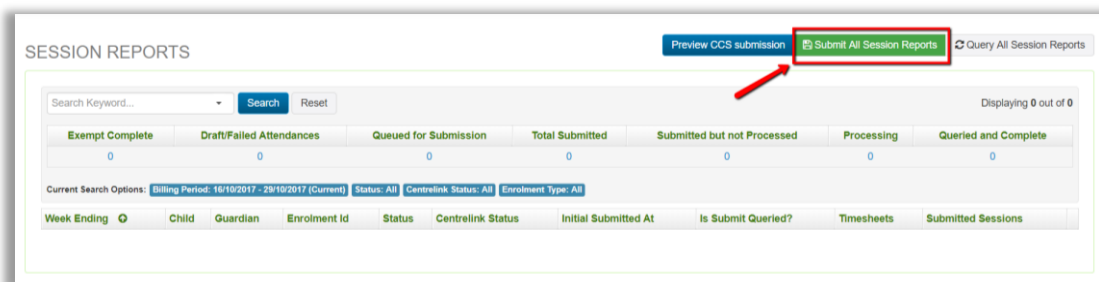 SESSION REPORTS
Preview CCS submission Submit All Session Reports Query All Session Reports
Search Keyword... Search Reset Displaying 0 out of 0
Exempt Complete Draft/Failed Attendances Queued for Submission Total Submitted Submitted but not Processed Processing Queried and Complete
0 0 0 0 0 0 0
Current Search Options: Billing Period: 16/10/2017 - 29/10/2017 (Current) Status: All Centrelink Status: All Enrolment Type: All
Week Ending Child Guardian Enrolment Id Status Centrelink Status Initial Submitted At Is Submit Queried? Timesheets Submitted Sessions